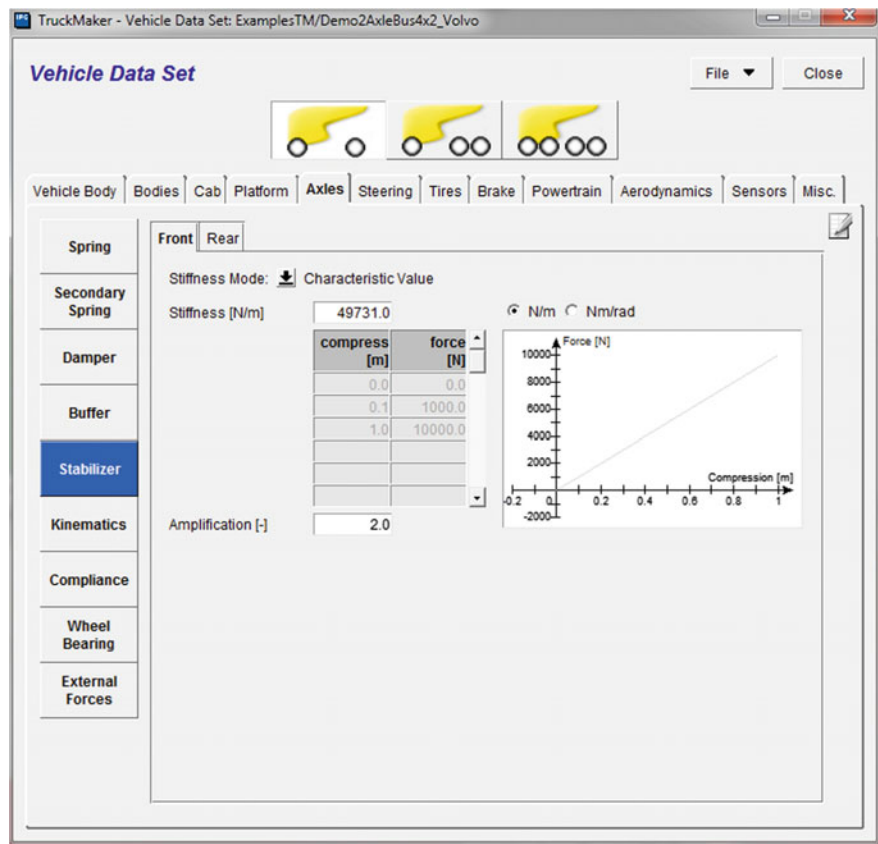 IPG TruckMaker - Vehicle Data Set: ExamplesTM/Demo2AxleBus4x2_Volvo
Vehicle Data Set
File
Close
Vehicle Body Bodies Cab Platform Axles Steering Tires Brake Powertrain Aerodynamics Sensors Misc.
Spring
Secondary
Spring
Damper
Buffer
Stabilizer
Kinematics
Compliance
Wheel
Bearing
External
Forces
Front Rear
Stiffness Mode: Characteristic Value
Stiffness [N/m] 49731.0 N/m Nm/rad
compress force
[m] [N]
0.0 0.0
0.1 1000.0
1.0 10000.0
Amplification [-] 2.0
Force [N]
10000
8000
6000
4000
2000
Compression [m]
-0.2 0 0.2 0.4 0.6 0.8 1
-2000